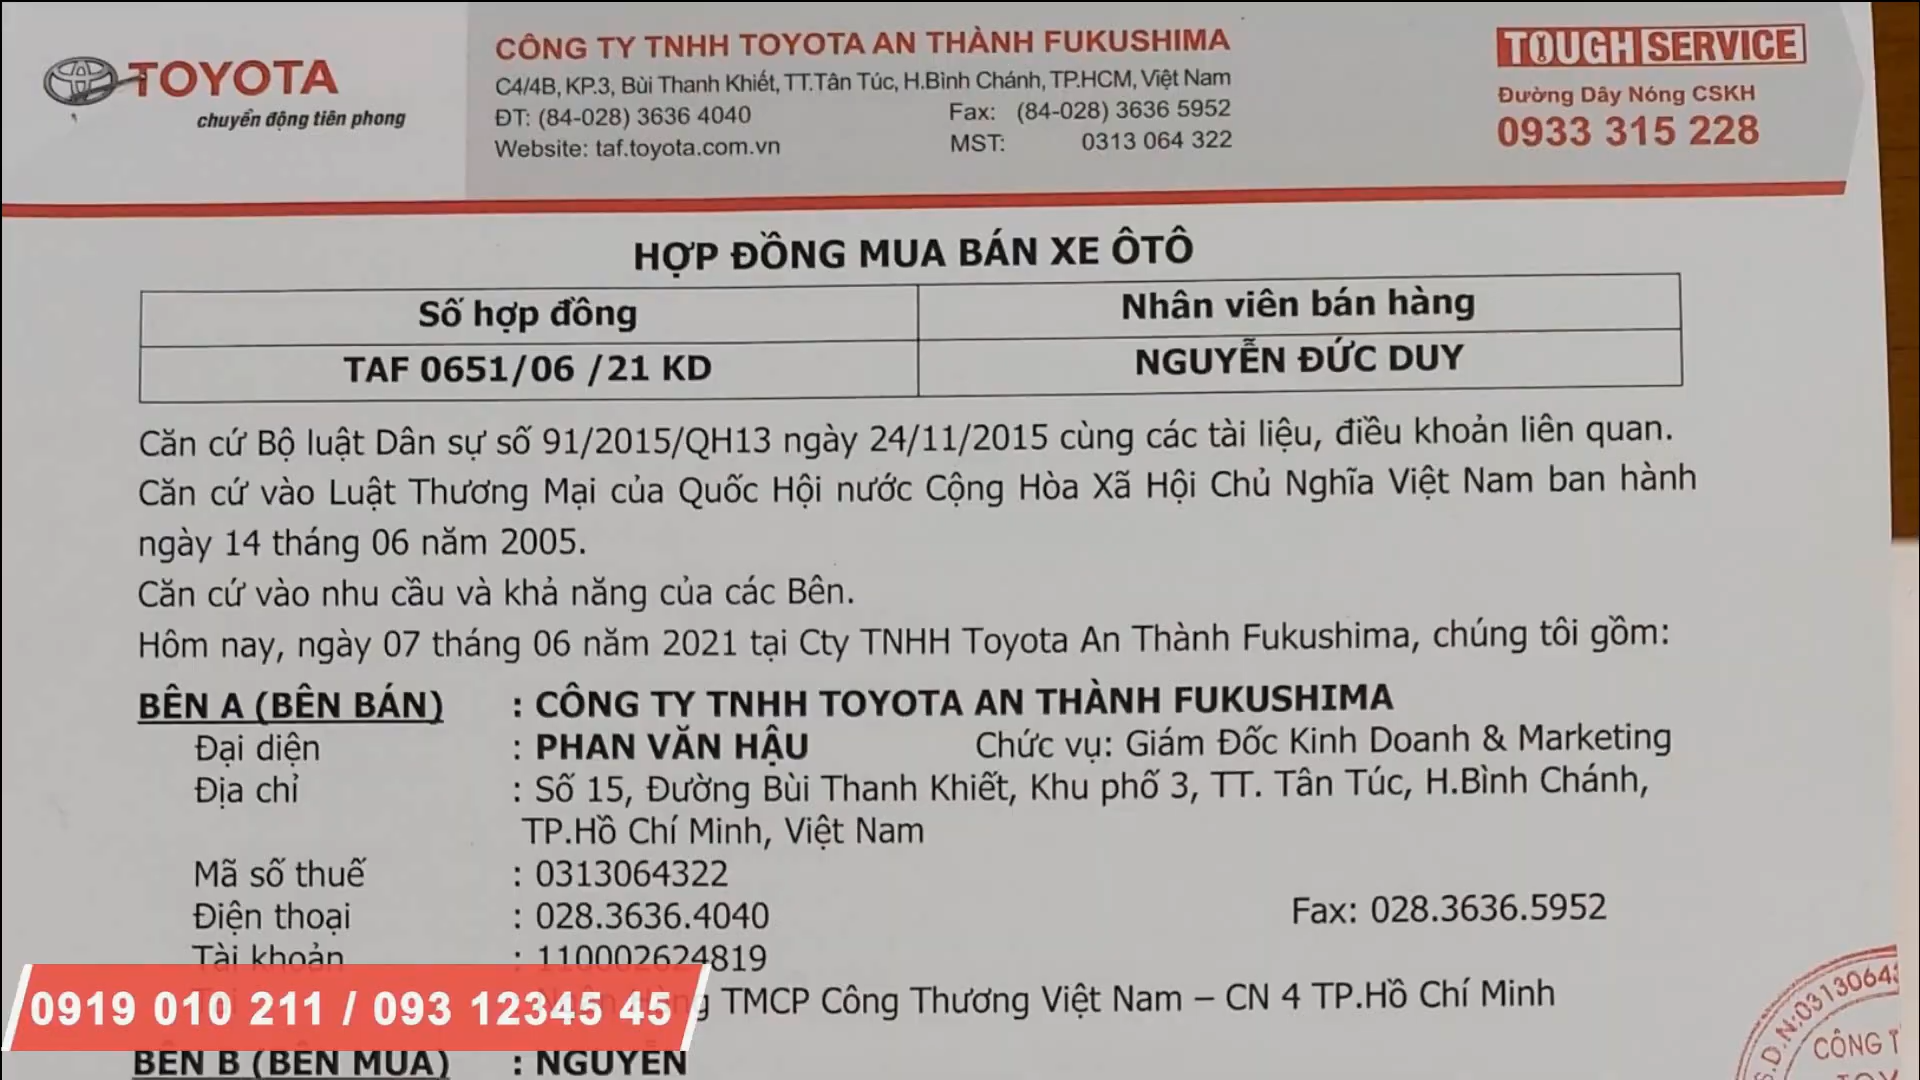 TOYOTA
chuyển động tiên phong
CÔNG TY TNHH TOYOTA AN THÀNH FUKUSHIMA
C4/4B, KP.3, Bùi Thanh Khiết, TT.Tân Túc, H.Bình Chánh, TP.HCM, Việt Nam
ĐT: (84-028) 3636 4040 Fax: (84-028) 3636 5952
Website: taf.toyota.com.vn MST: 0313 064 322
TOUGH SERVICE
Đường Dây Nóng CSKH
0933 315 228
HỢP ĐỒNG MUA BÁN XE ÔTÔ
Số hợp đồng Nhân viên bán hàng
TAF 0651/06 /21 KD NGUYỄN ĐỨC DUY
Căn cứ Bộ luật Dân sự số 91/2015/QH13 ngày 24/11/2015 cùng các tài liệu, điều khoản liên quan.
Căn cứ vào Luật Thương Mại của Quốc Hội nước Cộng Hòa Xã Hội Chủ Nghĩa Việt Nam ban hành
ngày 14 tháng 06 năm 2005.
Căn cứ vào nhu cầu và khả năng của các Bên.
Hôm nay, ngày 07 tháng 06 năm 2021 tại Cty TNHH Toyota An Thành Fukushima, chúng tôi gồm:
BÊN A (BÊN BÁN) : CÔNG TY TNHH TOYOTA AN THÀNH FUKUSHIMA
Đại diện : PHAN VĂN HẬU Chức vụ: Giám Đốc Kinh Doanh & Marketing
Địa chỉ : Số 15, Đường Bùi Thanh Khiết, Khu phố 3, TT. Tân Túc, H.Bình Chánh,
TP.Hồ Chí Minh, Việt Nam
Mã số thuế : 0313064322
Điện thoại : 028.3636.4040 Fax: 028.3636.5952
Tài khoản : 110002624819
TMCP Công Thương Việt Nam – CN 4 TP.Hồ Chí Minh
0919 010 211 / 093 12345 45
BÊN B (BÊN MUA) : NGUYỄN
CÔNG